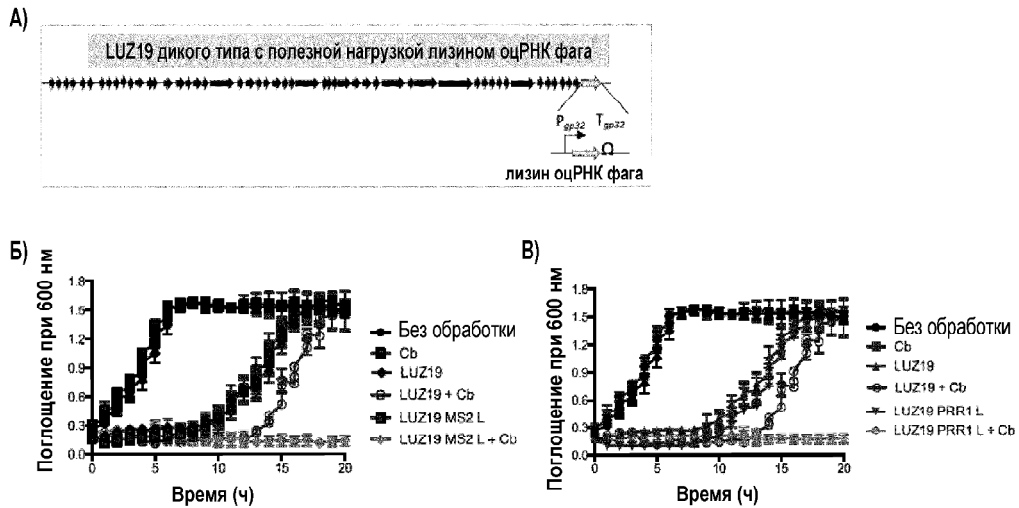 А)
LUZ19 дикого типа с полезной нагрузкой лизином оцРНК фага
Pgp32 Tgp32
Ω
лизин оцРНК фага
Б)
Поглощение при 600 нм
1.8
1.5
1.2
0.9
0.6
0.3
0.0
0 5 10 15 20
Время (ч)
Без обработки
Cb
LUZ19
LUZ19 + Cb
LUZ19 MS2 L
LUZ19 MS2 L + Cb
В)
Поглощение при 600 нм
1.8
1.5
1.2
0.9
0.6
0.3
0.0
0 5 10 15 20
Время (ч)
Без обработки
Cb
LUZ19
LUZ19 + Cb
LUZ19 PRR1 L
LUZ19 PRR1 L + Cb